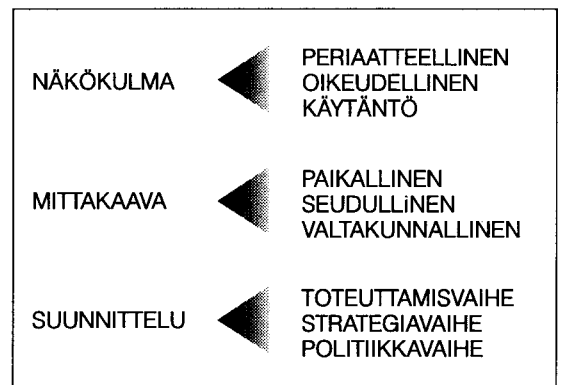 NÄKÖKULMA
PERIAATTEELLINEN
OIKEUDELLINEN
KÄYTÄNTÖ
MITTAKAAVA
PAIKALLINEN
SEUDULLiNEN
VALTAKUNNALLINEN
SUUNNITTELU
TOTEUTTAMISVAIHE
STRATEGIAVAIHE
POLITIIKKAVAIHE